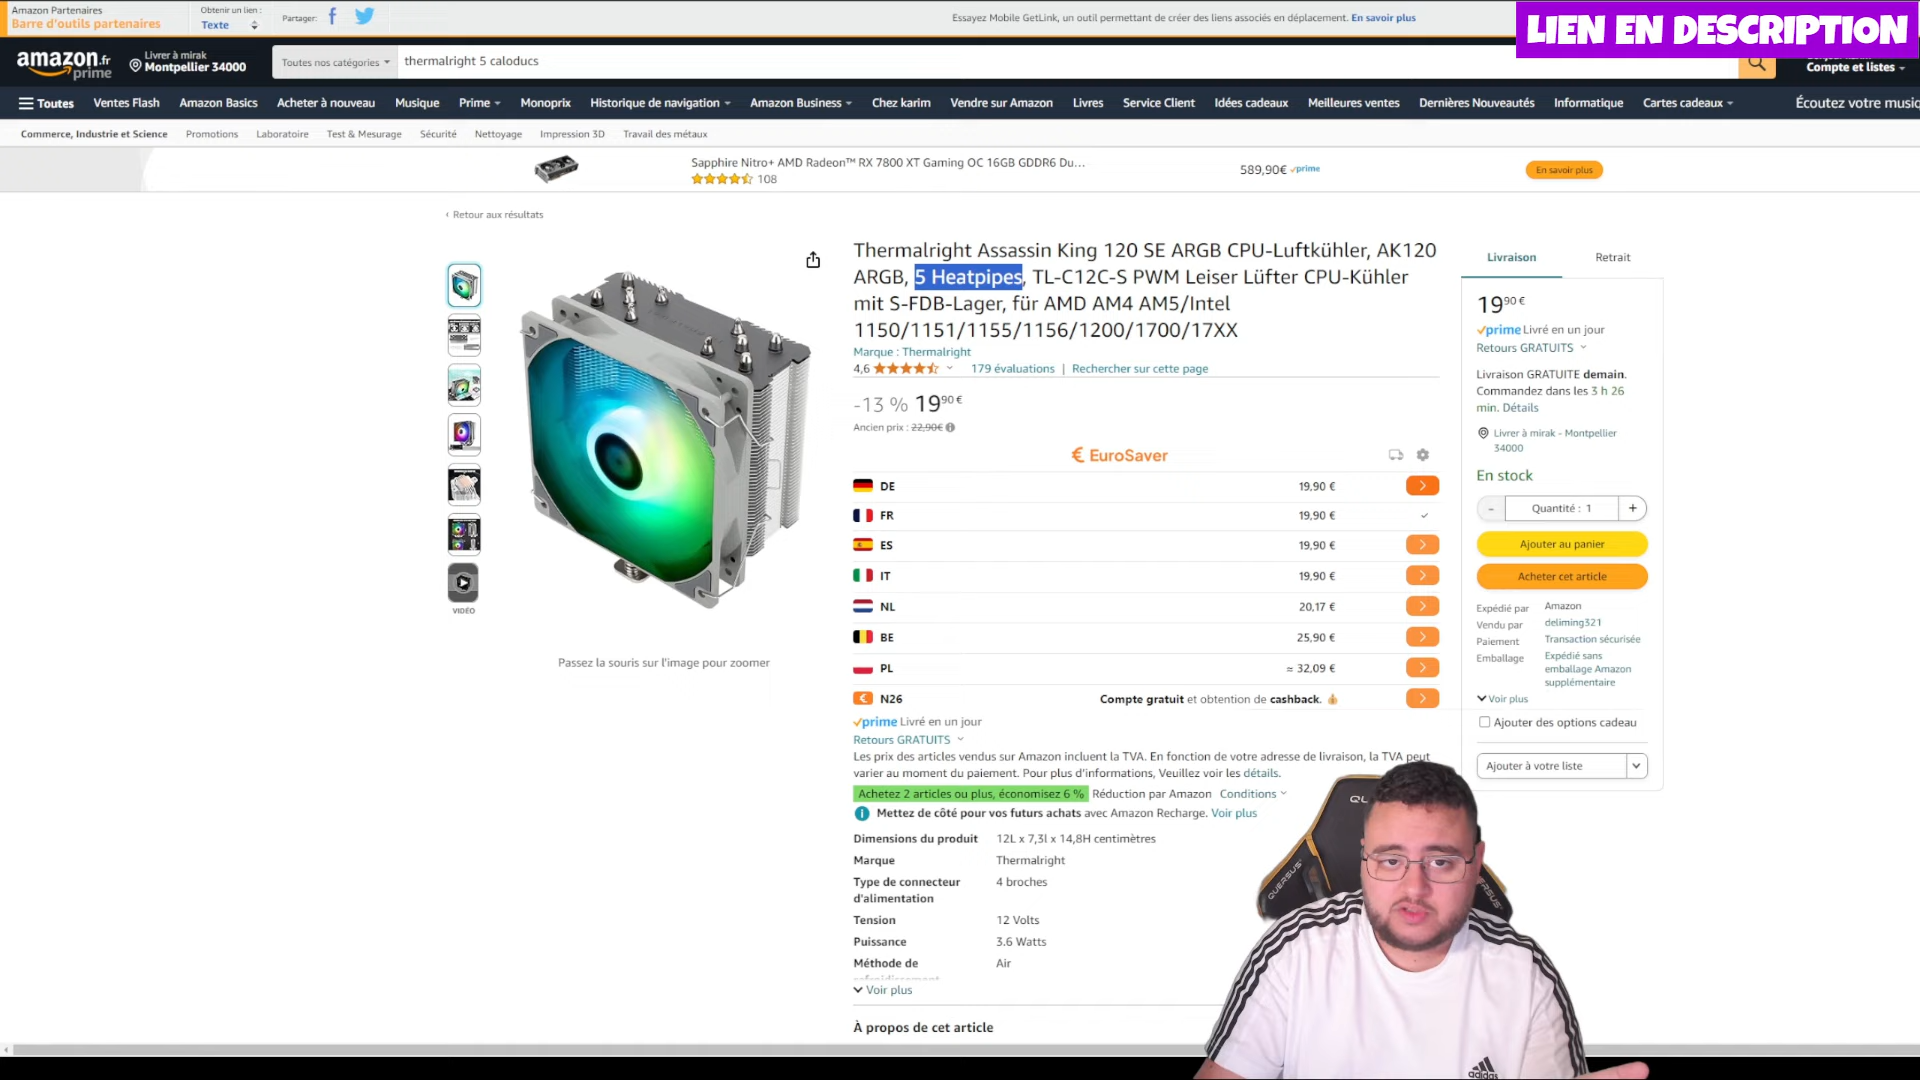 Amazon Partenaires
Barre d'outils partenaires
Obtenir un lien :
Texte
Partager:
Essayez Mobile GetLink, un outil permettant de créer des liens associés en déplacement. En savoir plus
LIEN EN DESCRIPTION
amazon.fr
prime
Livrer à mirak
Montpellier 34000
Toutes nos catégories
thermalright 5 caloducs
Compte et listes
Toutes
Ventes Flash
Amazon Basics
Acheter à nouveau
Musique
Prime
Monoprix
Historique de navigation
Amazon Business
Chez karim
Vendre sur Amazon
Livres
Service Client
Idées cadeaux
Meilleures ventes
Dernières Nouveautés
Informatique
Cartes cadeaux
Écoutez votre musiq
Commerce, Industrie et Science
Promotions
Laboratoire
Test & Mesurage
Sécurité
Nettoyage
Impression 3D
Travail des métaux
Sapphire Nitro+ AMD Radeon™ RX 7800 XT Gaming OC 16GB GDDR6 Du...
108
589,90€ prime
En savoir plus
‹ Retour aux résultats
VIDÉO
Passez la souris sur l'image pour zoomer
Thermalright Assassin King 120 SE ARGB CPU-Luftkühler, AK120
ARGB, 5 Heatpipes, TL-C12C-S PWM Leiser Lüfter CPU-Kühler
mit S-FDB-Lager, für AMD AM4 AM5/Intel
1150/1151/1155/1156/1200/1700/17XX
Marque : Thermalright
4,6
179 évaluations | Rechercher sur cette page
-13 % 19,90 €
Ancien prix : 22,90€
€ EuroSaver
DE 19,90 €
FR 19,90 €
ES 19,90 €
IT 19,90 €
NL 20,17 €
BE 25,90 €
PL ≈ 32,09 €
N26 Compte gratuit et obtention de cashback.
prime Livré en un jour
Retours GRATUITS
Les prix des articles vendus sur Amazon incluent la TVA. En fonction de votre adresse de livraison, la TVA peut
varier au moment du paiement. Pour plus d'informations, Veuillez voir les détails.
Achetez 2 articles ou plus, économisez 6 % Réduction par Amazon Conditions
Mettez de côté pour vos futurs achats avec Amazon Recharge. Voir plus
Dimensions du produit 12L x 7,3l x 14,8H centimètres
Marque Thermalright
Type de connecteur 4 broches
d'alimentation
Tension 12 Volts
Puissance 3.6 Watts
Méthode de Air
refroidissement
Voir plus
À propos de cet article
Livraison
Retrait
19,90 €
prime Livré en un jour
Retours GRATUITS
Livraison GRATUITE demain.
Commandez dans les 3 h 26
min. Détails
Livrer à mirak - Montpellier
34000
En stock
- Quantité : 1 +
Ajouter au panier
Acheter cet article
Expédié par Amazon
Vendu par deliming321
Paiement Transaction sécurisée
Emballage Expédié sans
emballage Amazon
supplémentaire
Voir plus
Ajouter des options cadeau
Ajouter à votre liste
QUERSUS
QUERSUS
adidas